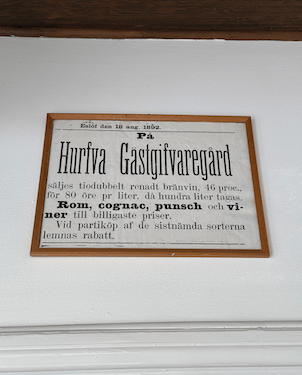 Eslöf den 18 aug. 1892.
På
Hurfva Gästgifvaregård
säljes tiodubbelt renadt bränvin, 46 proc.,
för 80 öre pr liter, då hundra liter tagas.
Rom, cognac, punsch och vi-
ner till billigaste priser.
Vid partiköp af de sistnämda sorterna
lemnas rabatt.